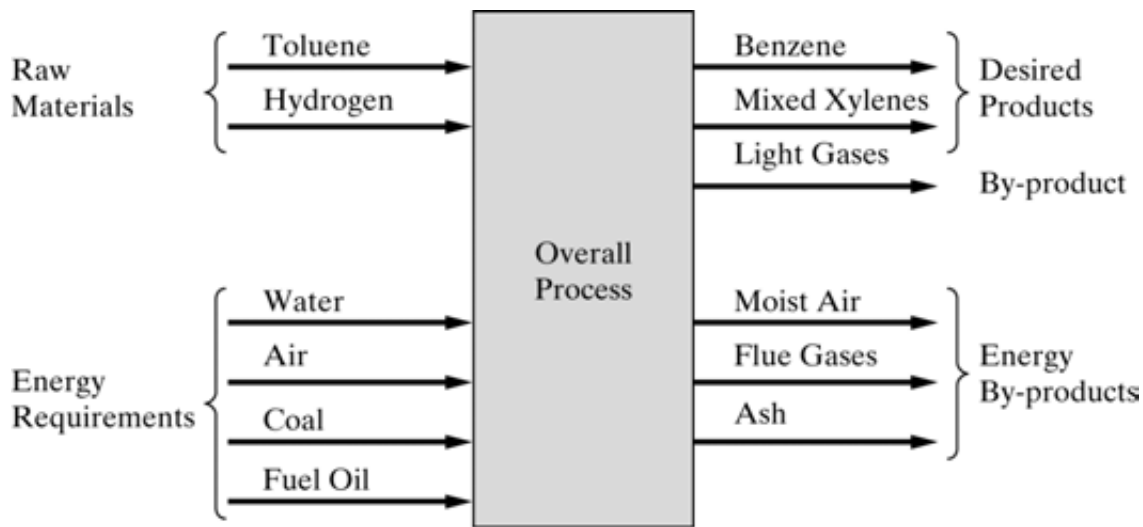 Raw
Materials
Toluene
Hydrogen
Energy
Requirements
Water
Air
Coal
Fuel Oil
Overall
Process
Benzene
Mixed Xylenes
Light Gases
Desired
Products
By-product
Moist Air
Flue Gases
Ash
Energy
By-products